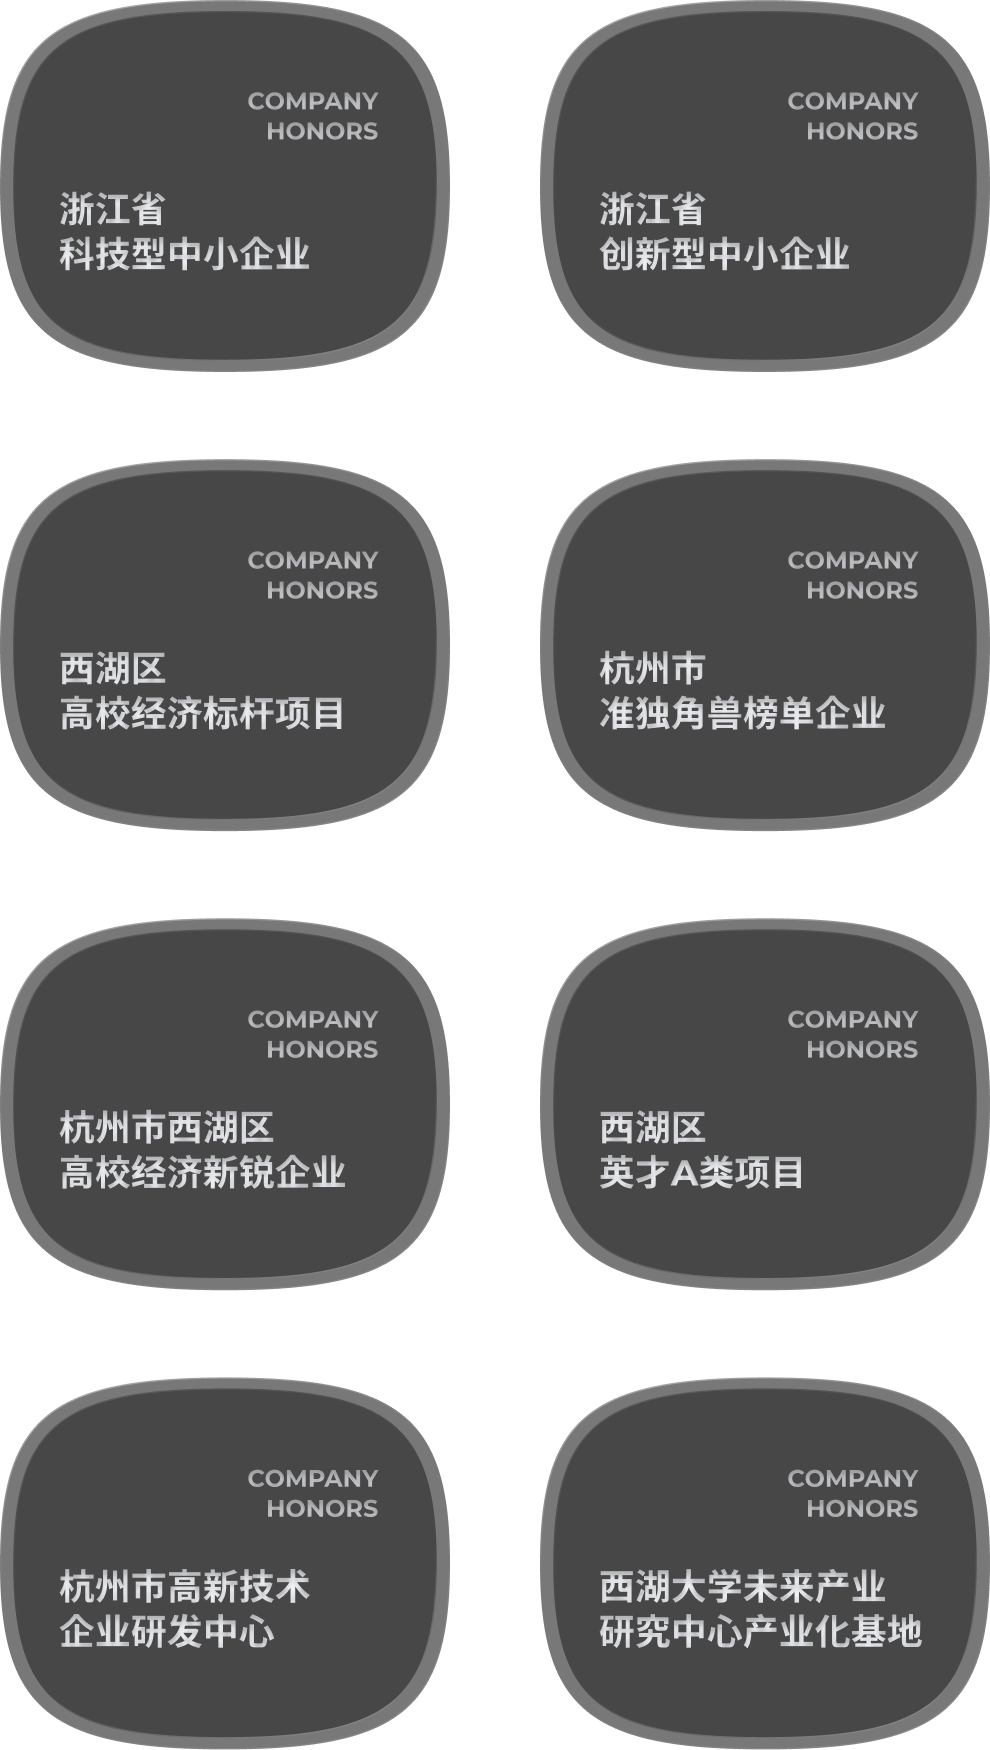 COMPANY
HONORS
浙江省
科技型中小企业
COMPANY
HONORS
浙江省
创新型中小企业
COMPANY
HONORS
西湖区
高校经济标杆项目
COMPANY
HONORS
杭州市
准独角兽榜单企业
COMPANY
HONORS
杭州市西湖区
高校经济新锐企业
COMPANY
HONORS
西湖区
英才A类项目
COMPANY
HONORS
杭州市高新技术
企业研发中心
COMPANY
HONORS
西湖大学未来产业
研究中心产业化基地